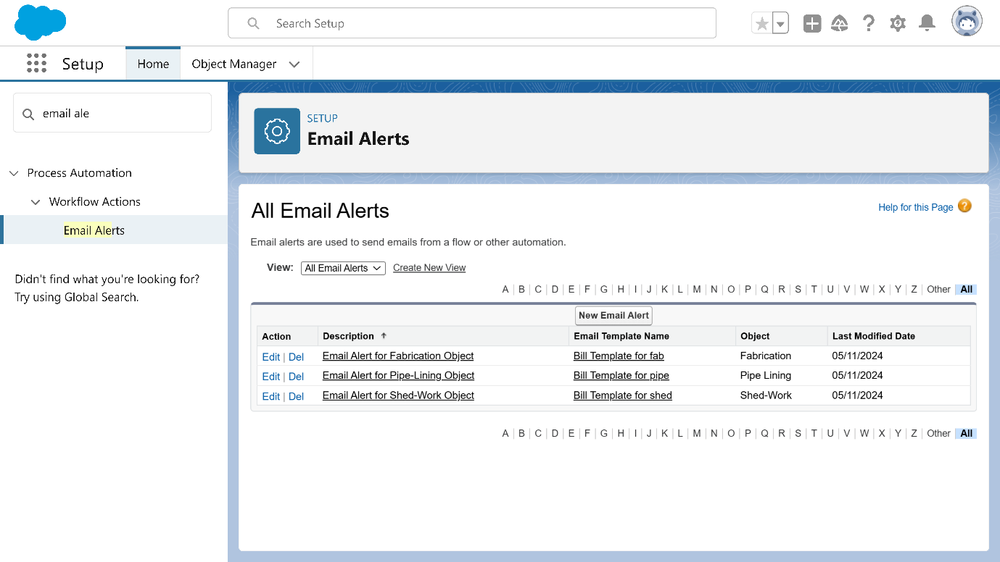 Search Setup
Setup
Home
Object Manager
email ale
Process Automation
Workflow Actions
Email Alerts
Didn't find what you're looking for?
Try using Global Search.
SETUP
Email Alerts
All Email Alerts
Help for this Page ?
Email alerts are used to send emails from a flow or other automation.
View: All Email Alerts Create New View
A | B | C | D | E | F | G | H | I | J | K | L | M | N | O | P | Q | R | S | T | U | V | W | X | Y | Z | Other All
New Email Alert
Action Description ↑ Email Template Name Object Last Modified Date
Edit | Del Email Alert for Fabrication Object Bill Template for fab Fabrication 05/11/2024
Edit | Del Email Alert for Pipe-Lining Object Bill Template for pipe Pipe Lining 05/11/2024
Edit | Del Email Alert for Shed-Work Object Bill Template for shed Shed-Work 05/11/2024
A | B | C | D | E | F | G | H | I | J | K | L | M | N | O | P | Q | R | S | T | U | V | W | X | Y | Z | Other All